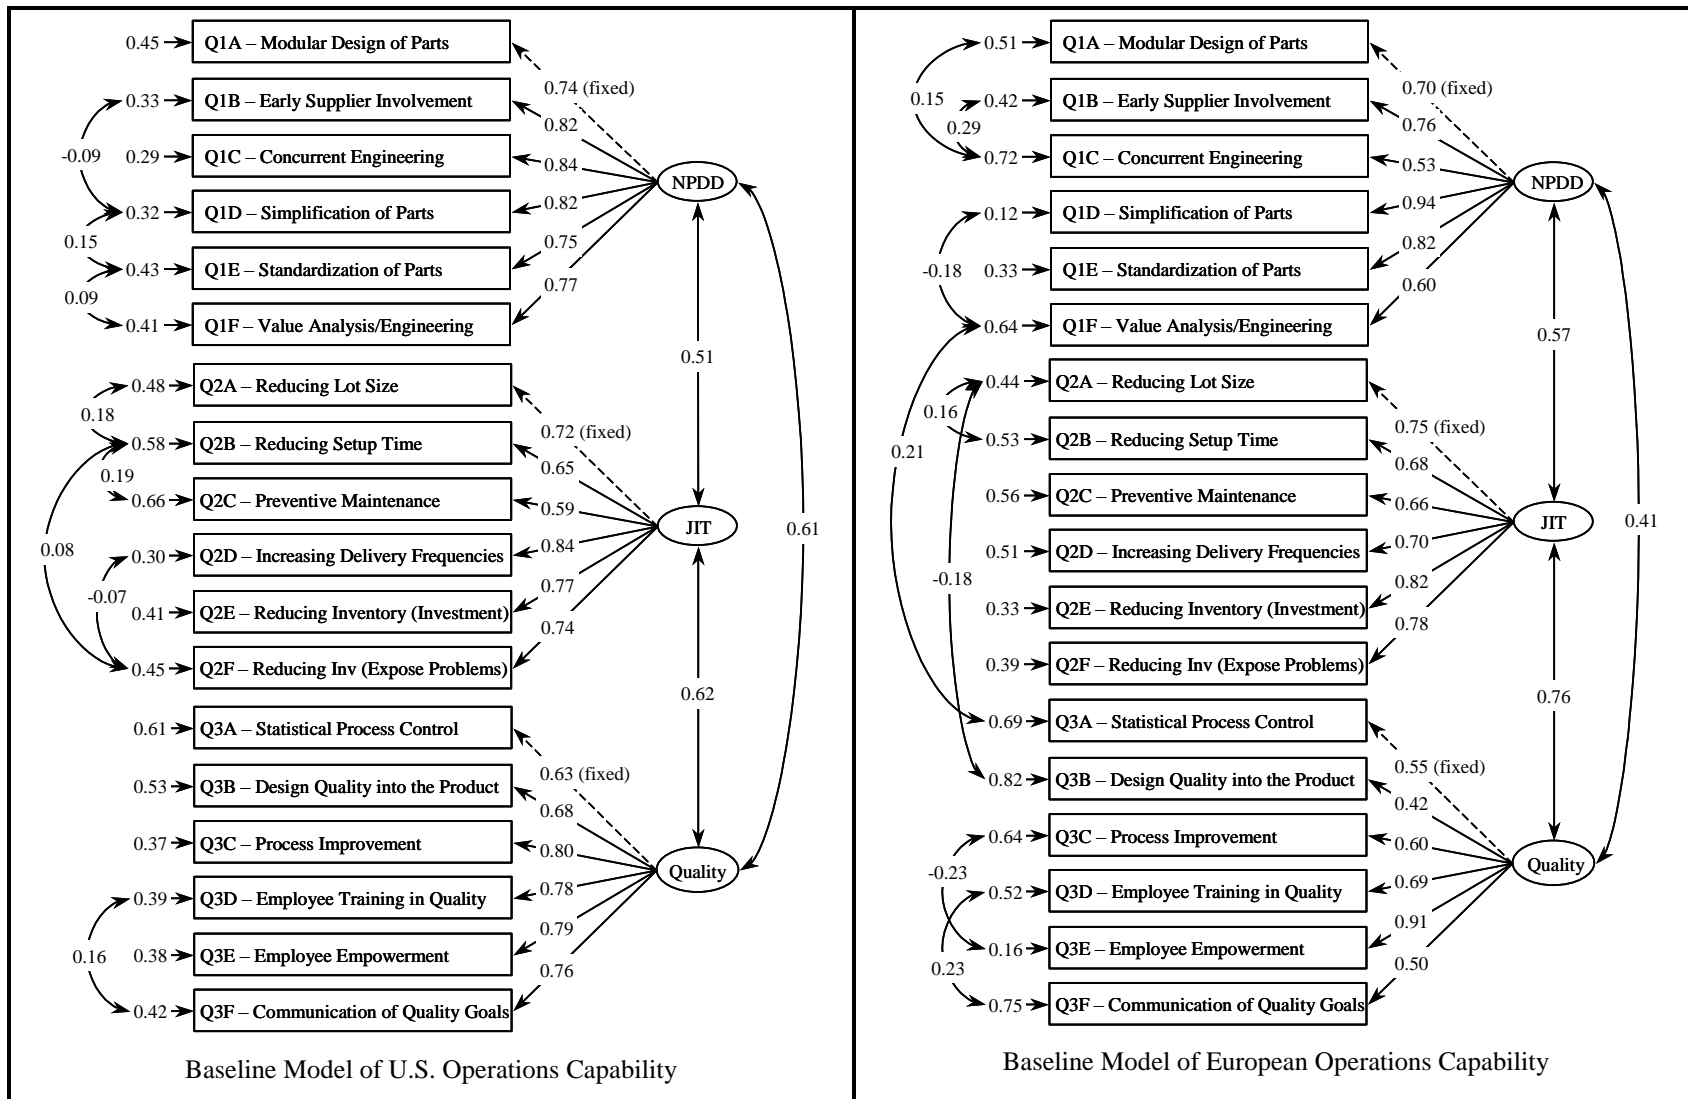 0.45 Q1A – Modular Design of Parts
0.74 (fixed)
0.33 Q1B – Early Supplier Involvement
0.82
-0.09 0.29 Q1C – Concurrent Engineering 0.84
NPDD
0.32 Q1D – Simplification of Parts 0.82
0.15 0.75
0.43 Q1E – Standardization of Parts
0.77
0.09
0.41 Q1F – Value Analysis/Engineering
0.51
0.48 Q2A – Reducing Lot Size
0.18
0.72 (fixed)
0.58 Q2B – Reducing Setup Time
0.65
0.19
0.66 Q2C – Preventive Maintenance 0.59
JIT
0.61
0.08 0.30 Q2D – Increasing Delivery Frequencies 0.84
-0.07 0.77
0.41 Q2E – Reducing Inventory (Investment)
0.74
0.45 Q2F – Reducing Inv (Expose Problems)
0.62
0.61 Q3A – Statistical Process Control
0.63 (fixed)
0.53 Q3B – Design Quality into the Product
0.68
0.37 Q3C – Process Improvement 0.80
Quality
0.39 Q3D – Employee Training in Quality 0.78
0.79
0.16 0.38 Q3E – Employee Empowerment
0.76
0.42 Q3F – Communication of Quality Goals
Baseline Model of U.S. Operations Capability
0.51 Q1A – Modular Design of Parts
0.70 (fixed)
0.15 0.42 Q1B – Early Supplier Involvement
0.29 0.76
0.72 Q1C – Concurrent Engineering 0.53
NPDD
0.12 Q1D – Simplification of Parts 0.94
0.82
-0.18 0.33 Q1E – Standardization of Parts
0.60
0.64 Q1F – Value Analysis/Engineering
0.57
0.44 Q2A – Reducing Lot Size
0.16
0.75 (fixed)
0.53 Q2B – Reducing Setup Time
0.21
0.68
0.56 Q2C – Preventive Maintenance 0.66
JIT
0.41
0.51 Q2D – Increasing Delivery Frequencies 0.70
-0.18 0.82
0.33 Q2E – Reducing Inventory (Investment)
0.78
0.39 Q2F – Reducing Inv (Expose Problems)
0.76
0.69 Q3A – Statistical Process Control
0.55 (fixed)
0.82 Q3B – Design Quality into the Product
0.42
0.64 Q3C – Process Improvement 0.60
Quality
-0.23
0.52 Q3D – Employee Training in Quality 0.69
0.91
0.16 Q3E – Employee Empowerment
0.23 0.50
0.75 Q3F – Communication of Quality Goals
Baseline Model of European Operations Capability